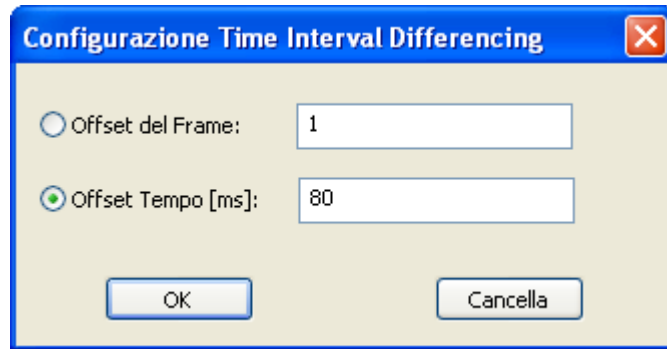 Configurazione Time Interval Differencing
Offset del Frame: 1
Offset Tempo [ms]: 80
OK Cancella